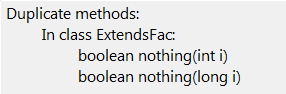 Duplicate methods:
In class ExtendsFac:
boolean nothing(int i)
boolean nothing(long i)